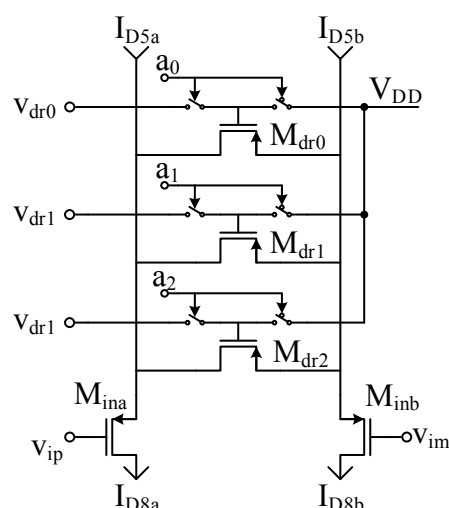 I_D5a I_D5b
a_0
v_dr0 V_DD
M_dr0
a_1
v_dr1
M_dr1
a_2
v_dr1
M_dr2
M_ina M_inb
v_ip v_im
I_D8a I_D8b